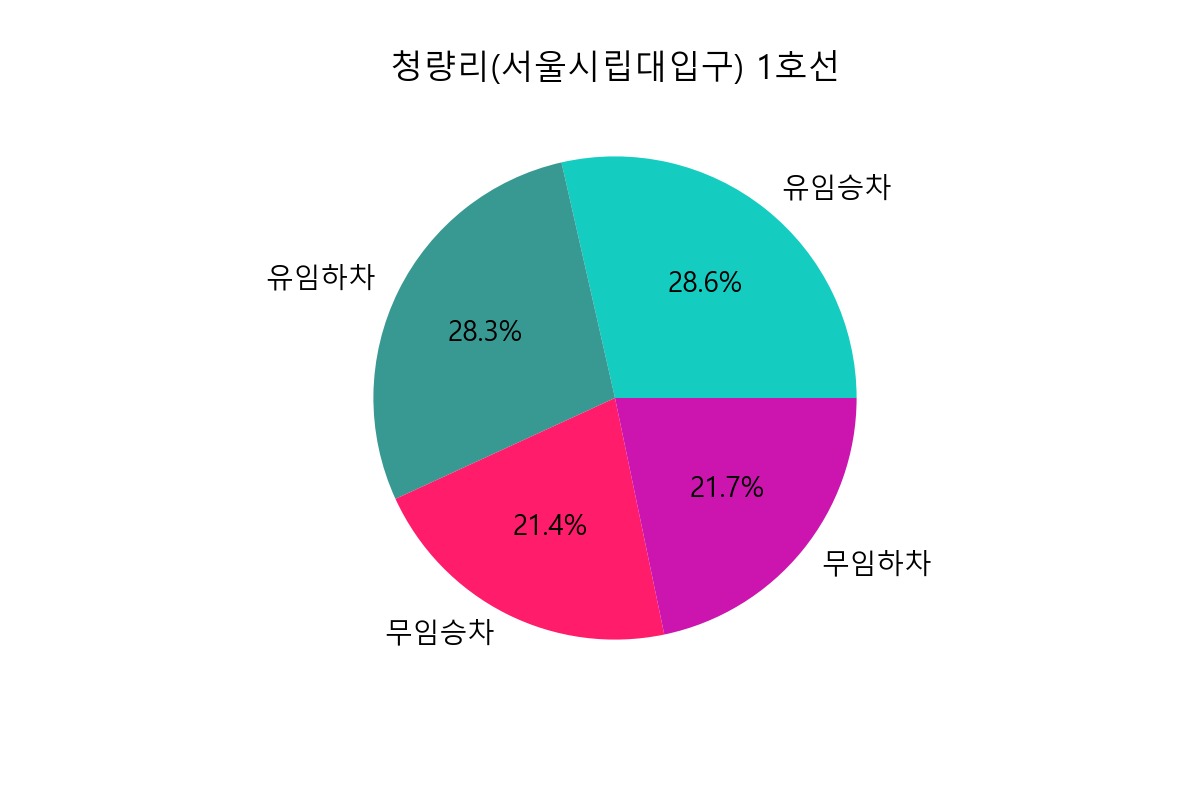 청량리(서울시립대입구) 1호선
유임승차
28.6%
유임하차
28.3%
무임승차
21.4%
무임하차
21.7%